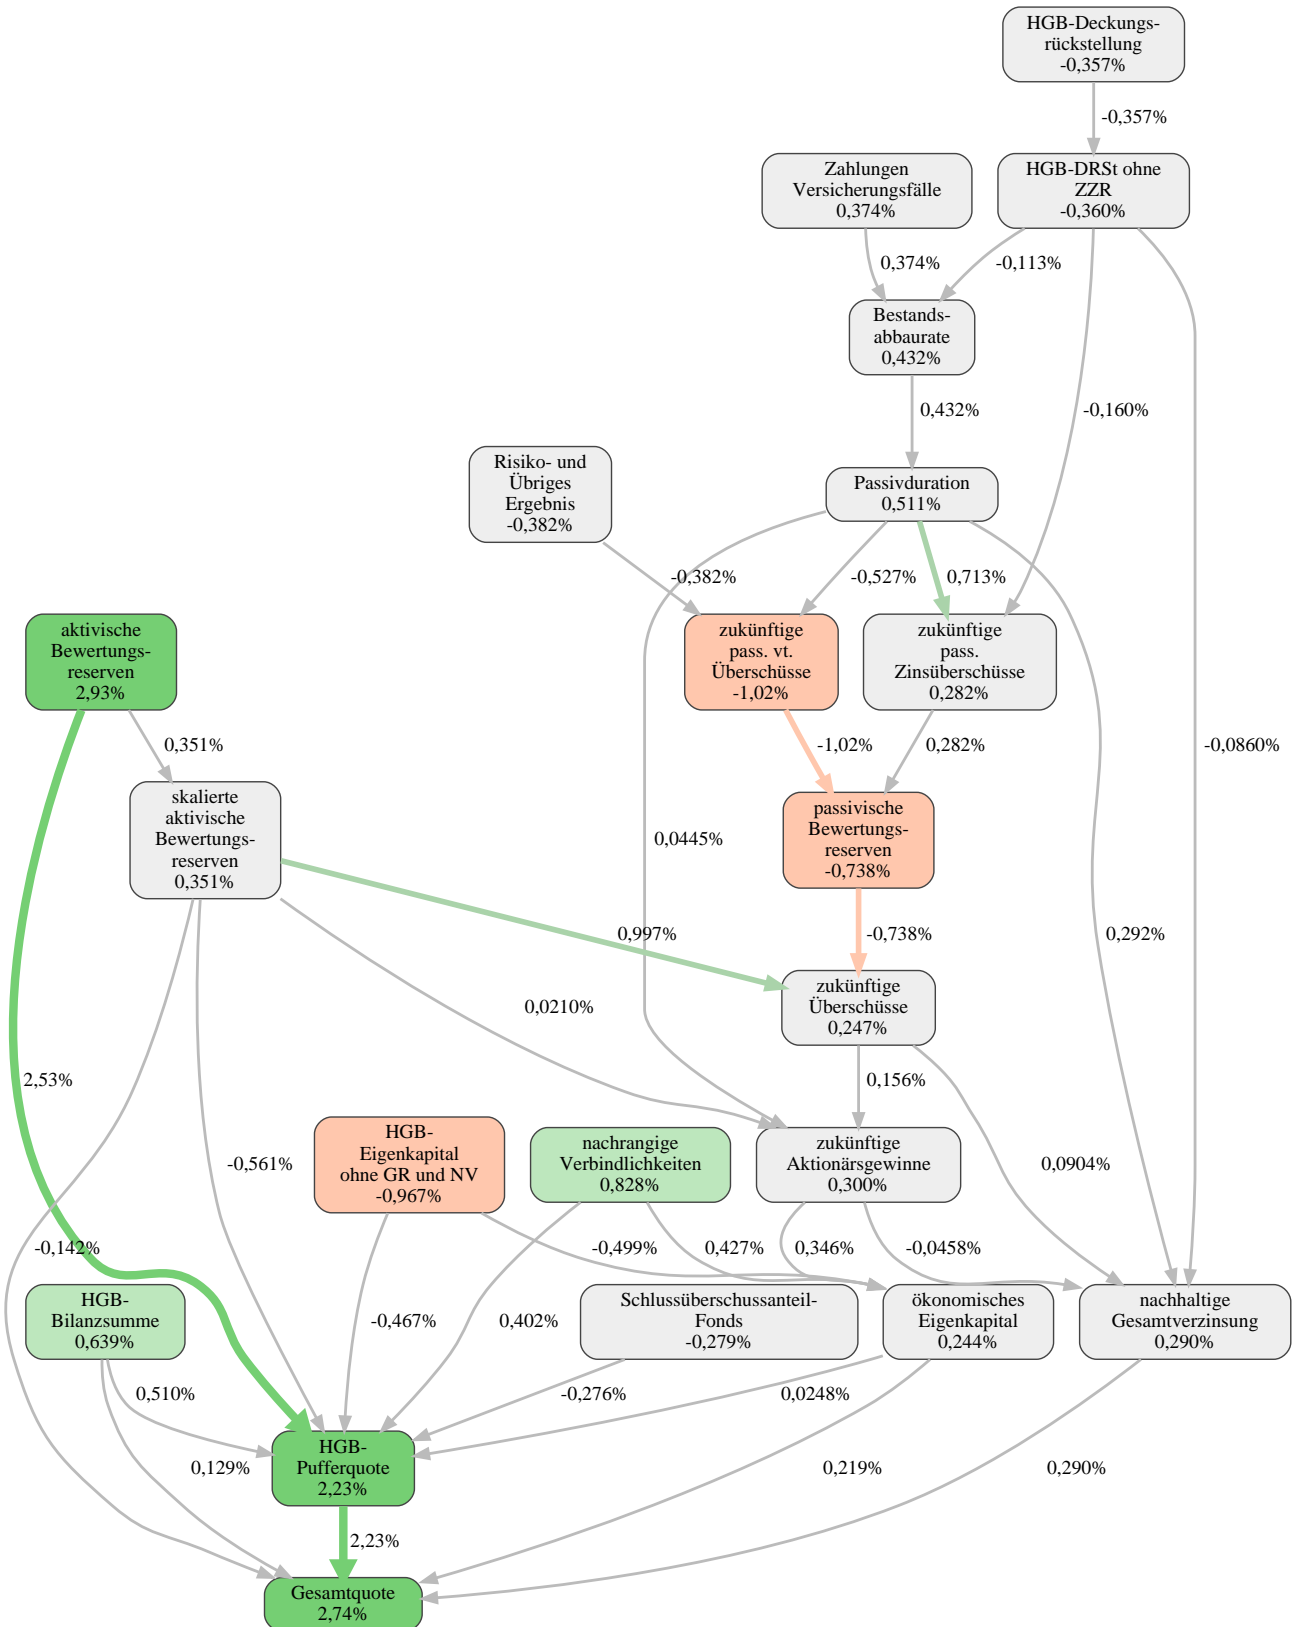 HGB-Deckungs-
rückstellung
-0,357%
-0,357%
Zahlungen
Versicherungsfälle
0,374%
HGB-DRSt ohne
ZZR
-0,360%
0,374%
-0,113%
Bestands-
abbaurate
0,432%
0,432%
-0,160%
Risiko- und
Übriges
Ergebnis
-0,382%
Passivduration
0,511%
-0,382%
-0,527%
0,713%
aktivische
Bewertungs-
reserven
2,93%
zukünftige
pass. vt.
Überschüsse
-1,02%
zukünftige
pass.
Zinsüberschüsse
0,282%
0,351%
-1,02%
0,282%
-0,0860%
skalierte
aktivische
Bewertungs-
reserven
0,351%
passivische
Bewertungs-
reserven
-0,738%
0,0445%
0,997%
-0,738%
0,292%
zukünftige
Überschüsse
0,247%
0,0210%
2,53%
0,156%
HGB-
Eigenkapital
ohne GR und NV
-0,967%
nachrangige
Verbindlichkeiten
0,828%
zukünftige
Aktionärsgewinne
0,300%
-0,561%
0,0904%
-0,142%
-0,499%
0,427%
0,346%
-0,0458%
HGB-
Bilanzsumme
0,639%
Schlussüberschussanteil-
Fonds
-0,279%
ökonomisches
Eigenkapital
0,244%
nachhaltige
Gesamtverzinsung
0,290%
-0,467%
0,402%
0,510%
-0,276%
0,0248%
HGB-
Pufferquote
2,23%
0,129%
0,219%
0,290%
2,23%
Gesamtquote
2,74%